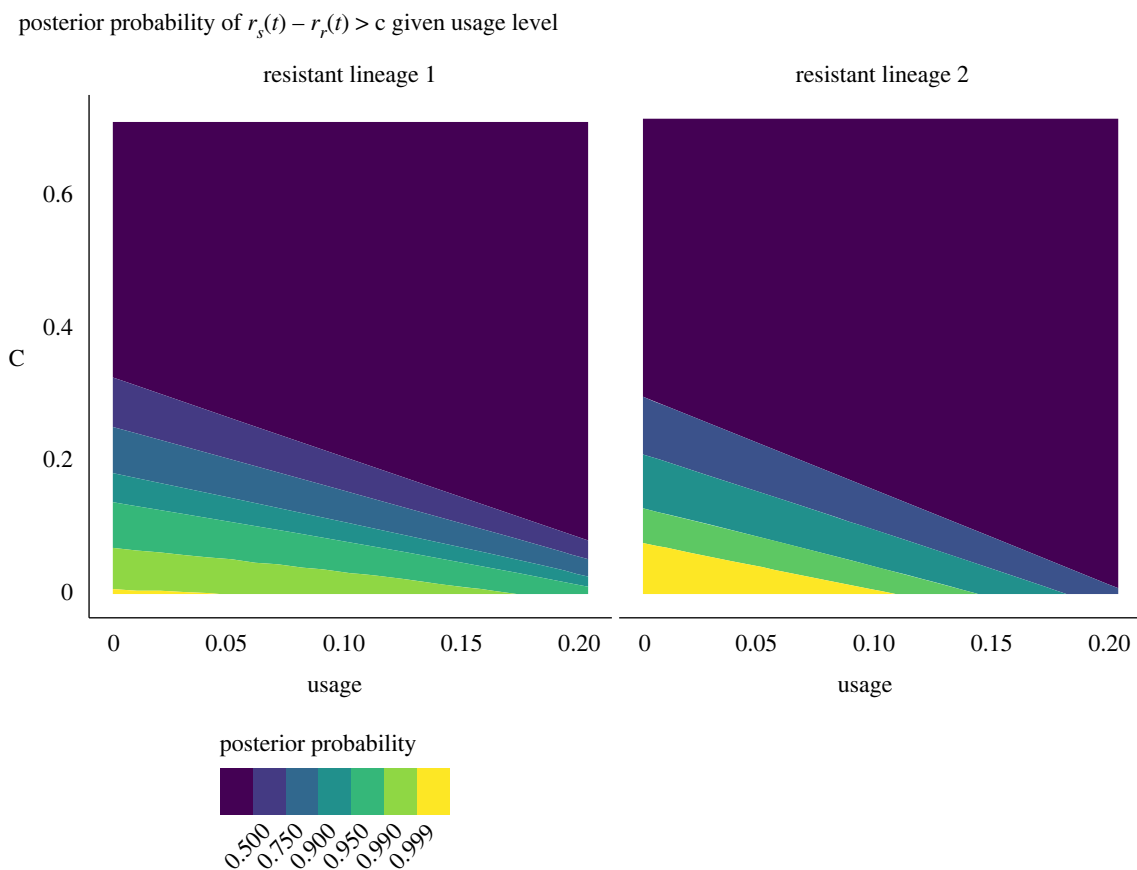 posterior probability of r_s(t) – r_r(t) > c given usage level
resistant lineage 1
resistant lineage 2
0.6
0.4
C
0.2
0
0 0.05 0.10 0.15 0.20
0 0.05 0.10 0.15 0.20
usage
usage
posterior probability
0.500 0.750 0.900 0.950 0.990 0.999